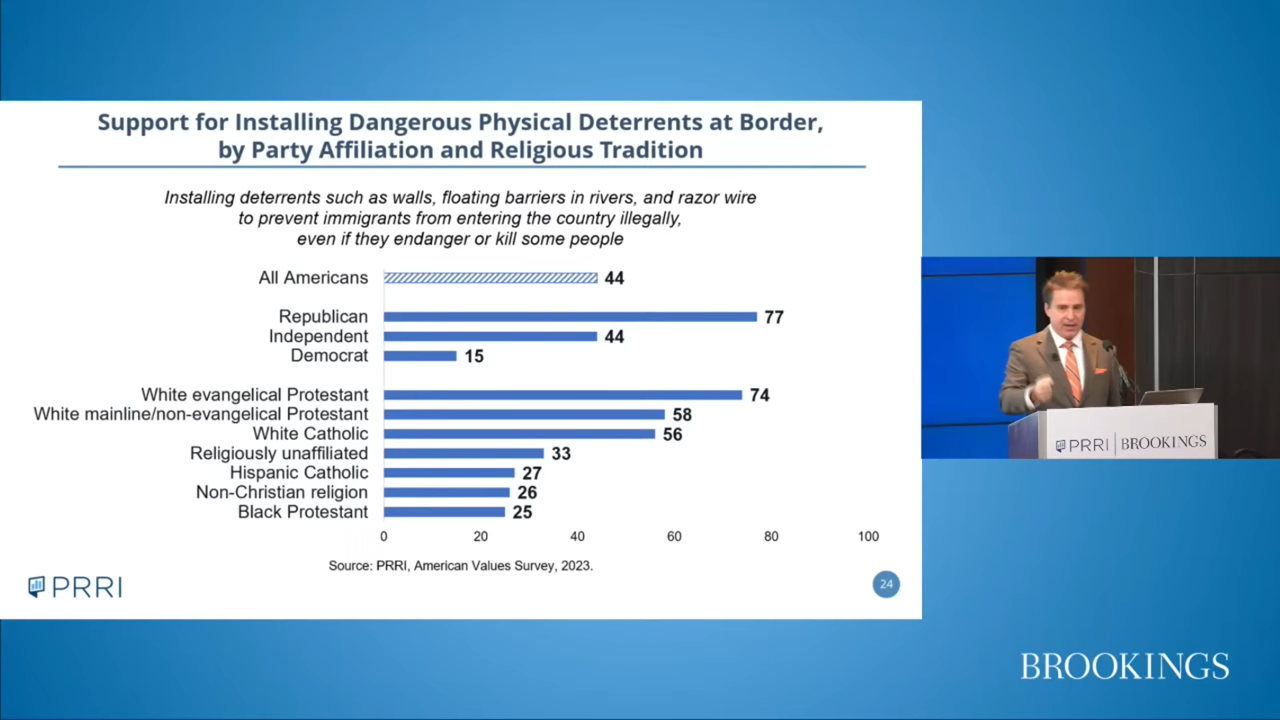 Support for Installing Dangerous Physical Deterrents at Border,
by Party Affiliation and Religious Tradition
Installing deterrents such as walls, floating barriers in rivers, and razor wire
to prevent immigrants from entering the country illegally,
even if they endanger or kill some people
All Americans 44
Republican 77
Independent 44
Democrat 15
White evangelical Protestant 74
White mainline/non-evangelical Protestant 58
White Catholic 56
Religiously unaffiliated 33
Hispanic Catholic 27
Non-Christian religion 26
Black Protestant 25
0 20 40 60 80 100
Source: PRRI, American Values Survey, 2023.
PRRI
24
PRRI | BROOKINGS
BROOKINGS